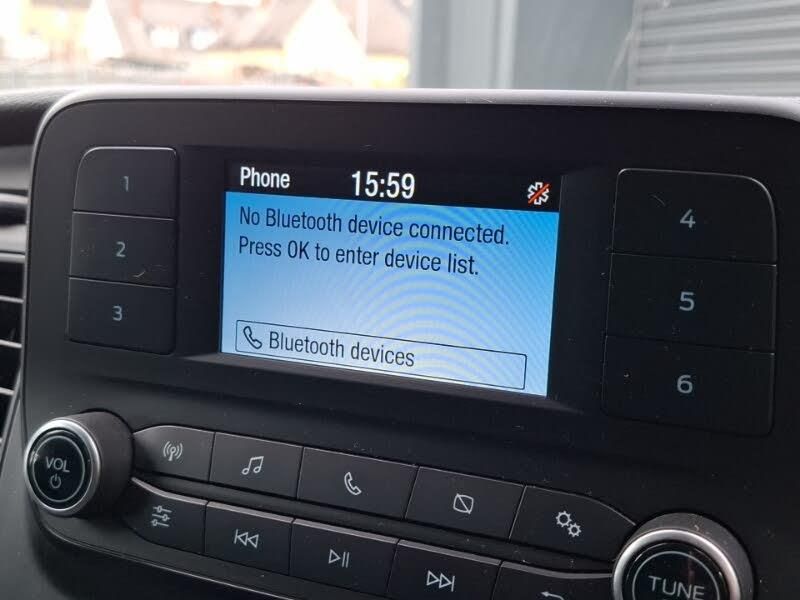 Phone 15:59
No Bluetooth device connected.
Press OK to enter device list.
Bluetooth devices
1
2
3
4
5
6
VOL
TUNE